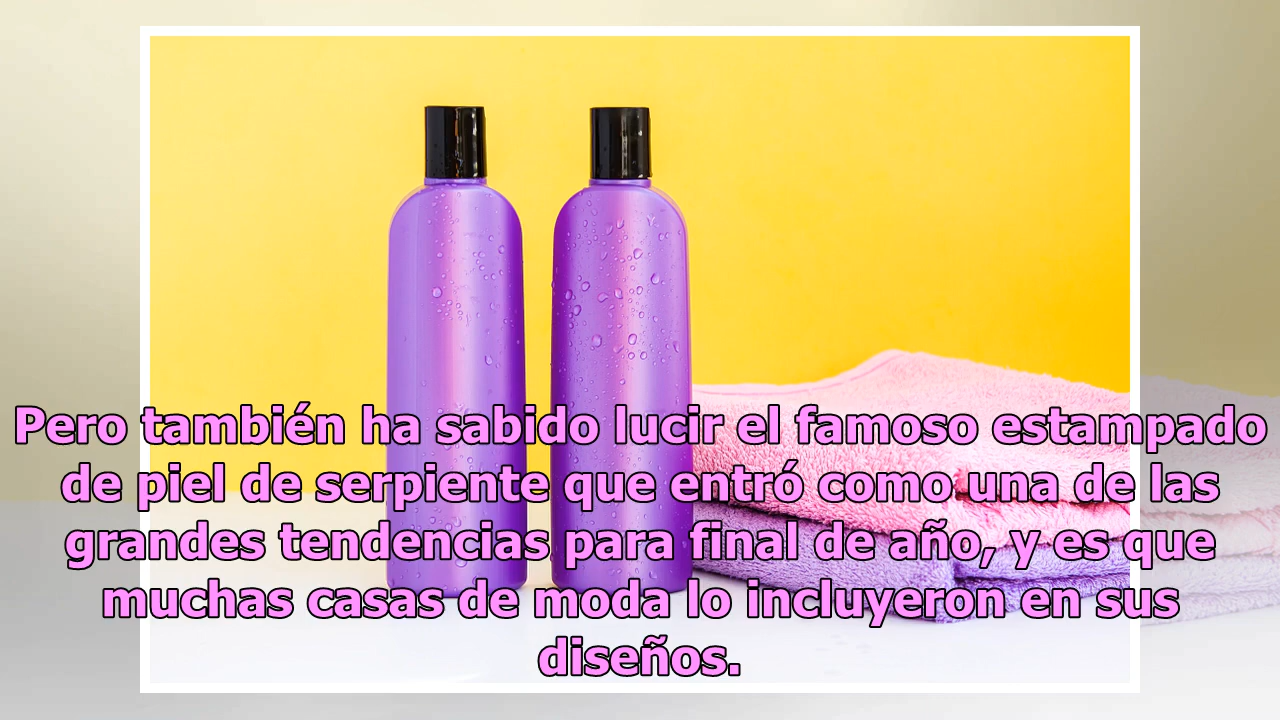 Pero también ha sabido lucir el famoso estampado
de piel de serpiente que entró como una de las
grandes tendencias para final de año, y es que
muchas casas de moda lo incluyeron en sus
diseños.